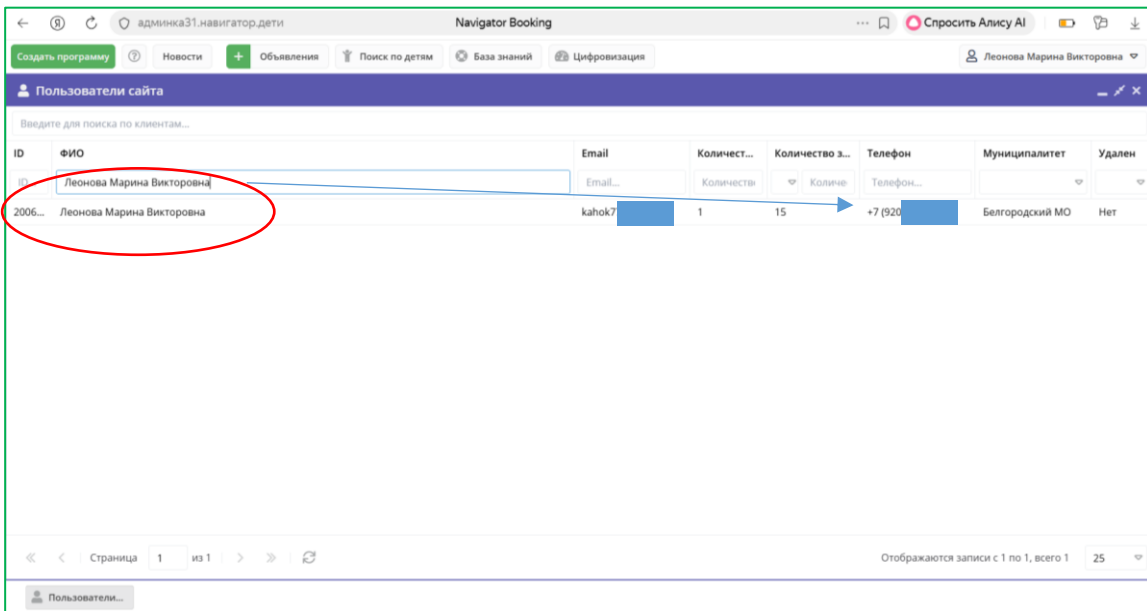 админка31.навигатор.дети Navigator Booking Спросить Алису AI
Создать программу ? Новости + Объявления Поиск по детям База знаний Цифровизация Леонова Марина Викторовна
Пользователи сайта
Введите для поиска по клиентам...
ID ФИО Email Количест... Количество з... Телефон Муниципалитет Удален
ID Леонова Марина Викторовна Email... Количеств Количе Телефон...
2006... Леонова Марина Викторовна kahok7 1 15 +7 (920 Белгородский МО Нет
Страница 1 из 1 Отображаются записи с 1 по 1, всего 1 25
Пользователи...